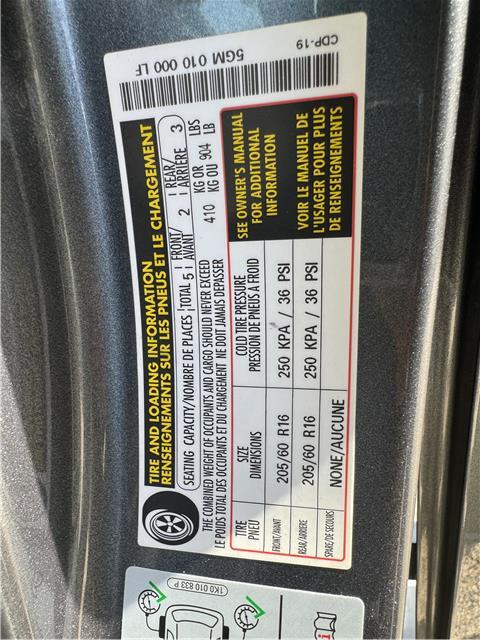 TIRE AND LOADING INFORMATION
RENSEIGNEMENTS SUR LES PNEUS ET LE CHARGEMENT
SEATING CAPACITY/NOMBRE DE PLACES | TOTAL 5 | FRONT/AVANT 2 | REAR/ARRIÈRE 3
THE COMBINED WEIGHT OF OCCUPANTS AND CARGO SHOULD NEVER EXCEED 410 KG OR 904 LBS
LE POIDS TOTAL DES OCCUPANTS ET DU CHARGEMENT NE DOIT JAMAIS DÉPASSER 410 KG OU 904 LB
TIRE
PNEU
SIZE
DIMENSIONS
COLD TIRE PRESSURE
PRESSION DE PNEUS A FROID
FRONT/AVANT
205/60 R16
250 KPA / 36 PSI
REAR/ARRIÈRE
205/60 R16
250 KPA / 36 PSI
SPARE/DE SECOURS
NONE/AUCUNE
SEE OWNER'S MANUAL
FOR ADDITIONAL
INFORMATION
VOIR LE MANUEL DE
L'USAGER POUR PLUS
DE RENSEIGNEMENTS
5GM 010 000 LF
CDP-19
1K0 010 833 P